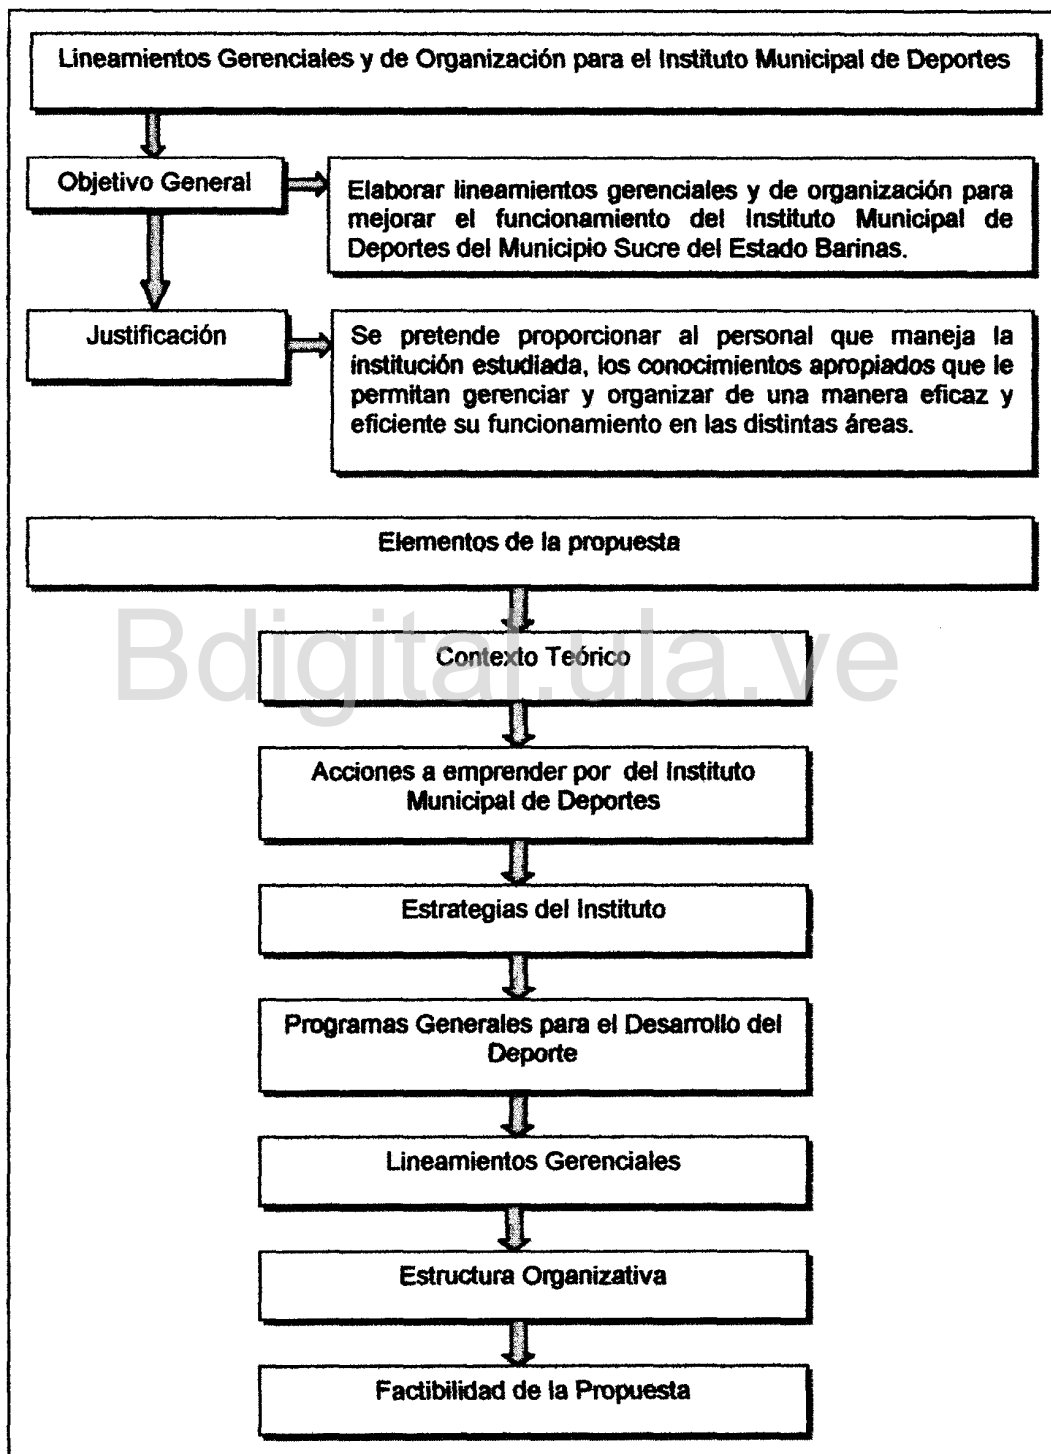 Lineamientos Gerenciales y de Organización para el Instituto Municipal de Deportes
Objetivo General
Elaborar lineamientos gerenciales y de organización para
mejorar el funcionamiento del Instituto Municipal de
Deportes del Municipio Sucre del Estado Barinas.
Justificación
Se pretende proporcionar al personal que maneja la
institución estudiada, los conocimientos apropiados que le
permitan gerenciar y organizar de una manera eficaz y
eficiente su funcionamiento en las distintas áreas.
Elementos de la propuesta
Bdigital.ula.ve
Contexto Teórico
Acciones a emprender por del Instituto
Municipal de Deportes
Estrategias del Instituto
Programas Generales para el Desarrollo del
Deporte
Lineamientos Gerenciales
Estructura Organizativa
Factibilidad de la Propuesta